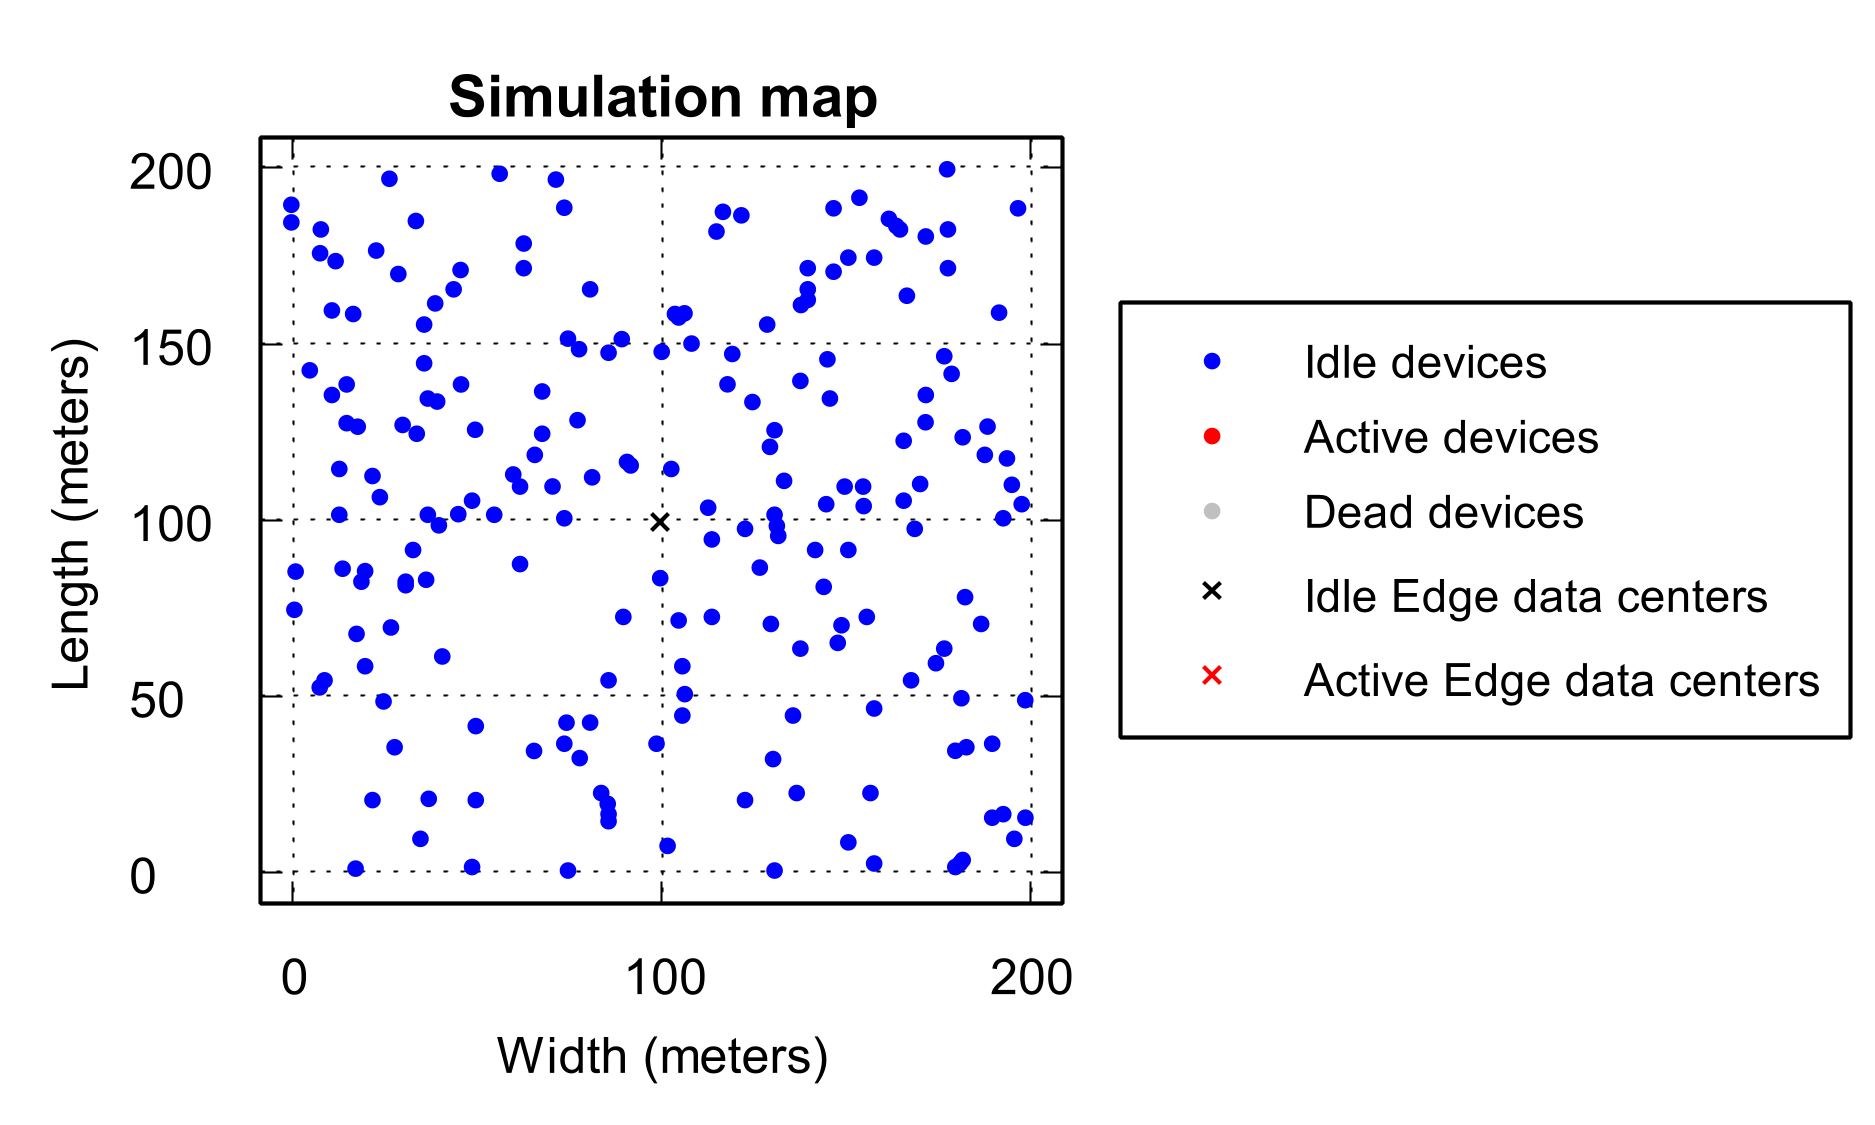 Simulation map
200
150
100
50
0
Length (meters)
0 100 200
Width (meters)
Idle devices
Active devices
Dead devices
Idle Edge data centers
Active Edge data centers